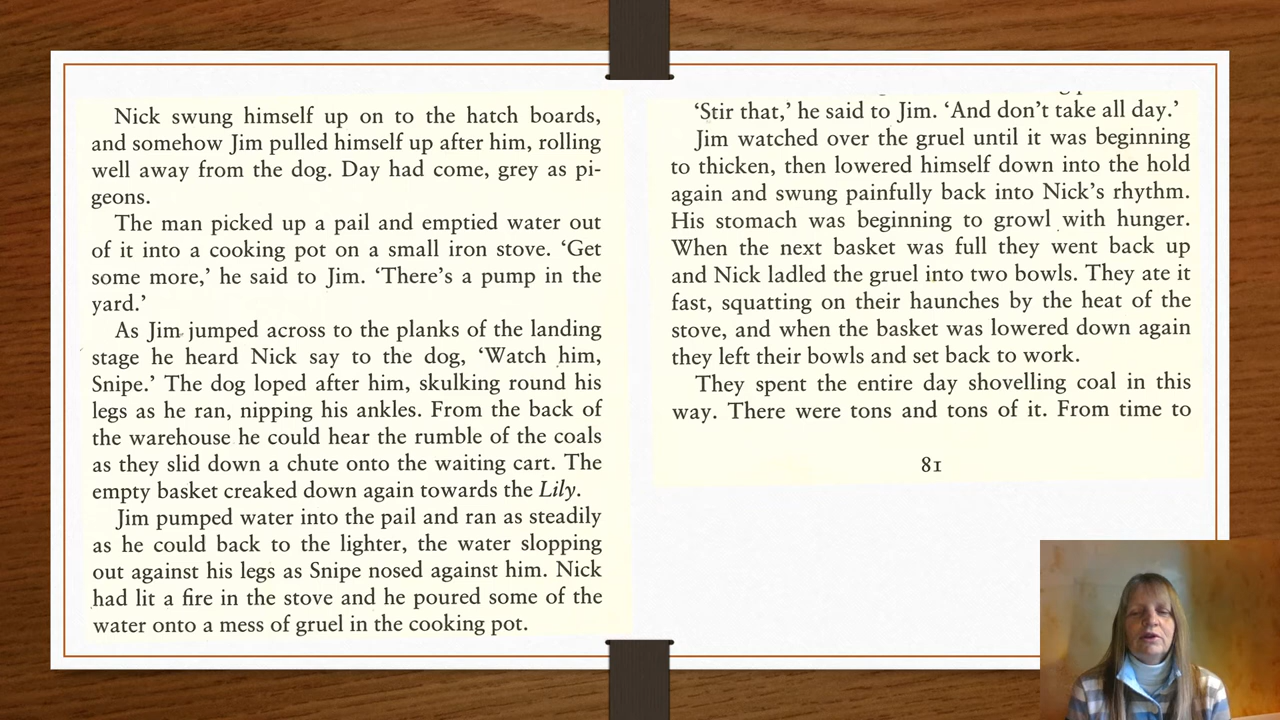 Nick swung himself up on to the hatch boards,
and somehow Jim pulled himself up after him, rolling
well away from the dog. Day had come, grey as pi-
geons.
The man picked up a pail and emptied water out
of it into a cooking pot on a small iron stove. ‘Get
some more,’ he said to Jim. ‘There’s a pump in the
yard.’
As Jim jumped across to the planks of the landing
stage he heard Nick say to the dog, ‘Watch him,
Snipe.’ The dog loped after him, skulking round his
legs as he ran, nipping his ankles. From the back of
the warehouse he could hear the rumble of the coals
as they slid down a chute onto the waiting cart. The
empty basket creaked down again towards the Lily.
Jim pumped water into the pail and ran as steadily
as he could back to the lighter, the water slopping
out against his legs as Snipe nosed against him. Nick
had lit a fire in the stove and he poured some of the
water onto a mess of gruel in the cooking pot.
‘Stir that,’ he said to Jim. ‘And don’t take all day.’
Jim watched over the gruel until it was beginning
to thicken, then lowered himself down into the hold
again and swung painfully back into Nick’s rhythm.
His stomach was beginning to growl with hunger.
When the next basket was full they went back up
and Nick ladled the gruel into two bowls. They ate it
fast, squatting on their haunches by the heat of the
stove, and when the basket was lowered down again
they left their bowls and set back to work.
They spent the entire day shovelling coal in this
way. There were tons and tons of it. From time to
81